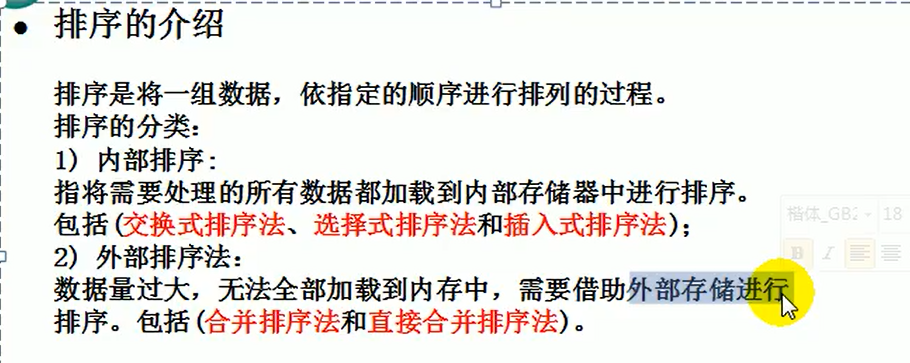 排序的介绍
排序是将一组数据，依指定的顺序进行排列的过程。
排序的分类：
1) 内部排序：
指将需要处理的所有数据都加载到内部存储器中进行排序。
包括(交换式排序法、选择式排序法和插入式排序法)；
2) 外部排序法：
数据量过大，无法全部加载到内存中，需要借助外部存储进行
排序。包括(合并排序法和直接合并排序法)。
楷体_GB2 18
B I